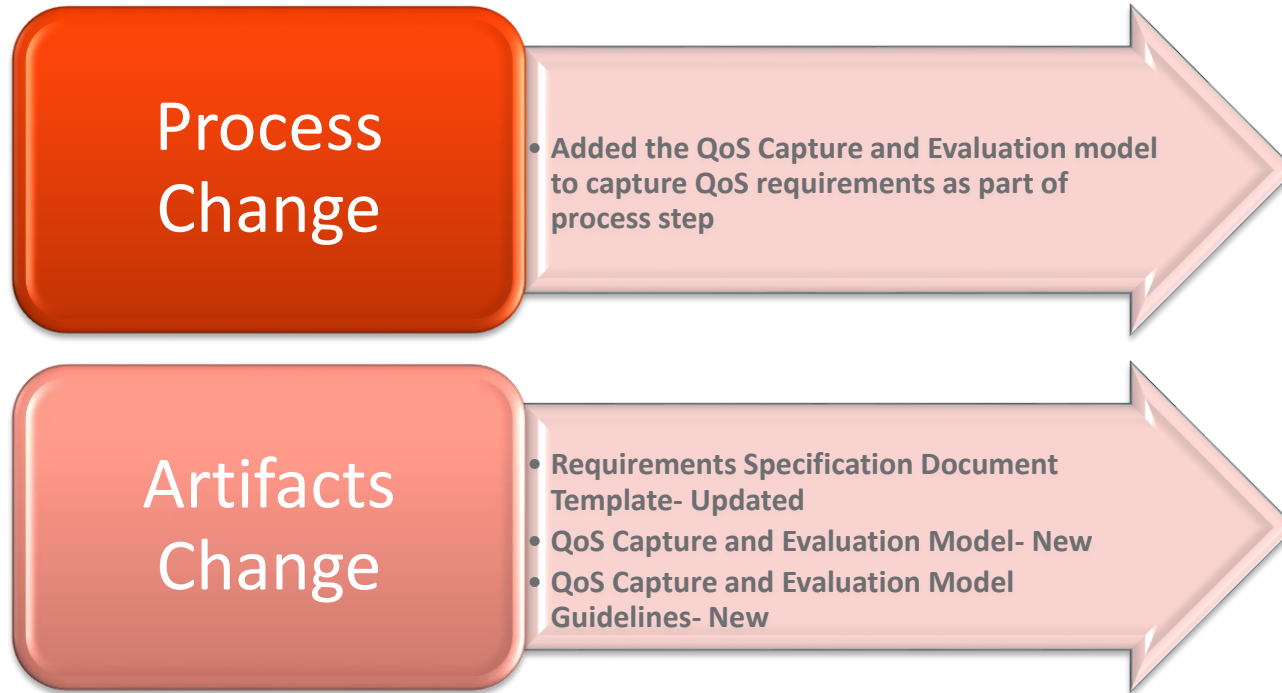 Process
Change
• Added the QoS Capture and Evaluation model
to capture QoS requirements as part of
process step
Artifacts
Change
• Requirements Specification Document
Template- Updated
• QoS Capture and Evaluation Model- New
• QoS Capture and Evaluation Model
Guidelines- New